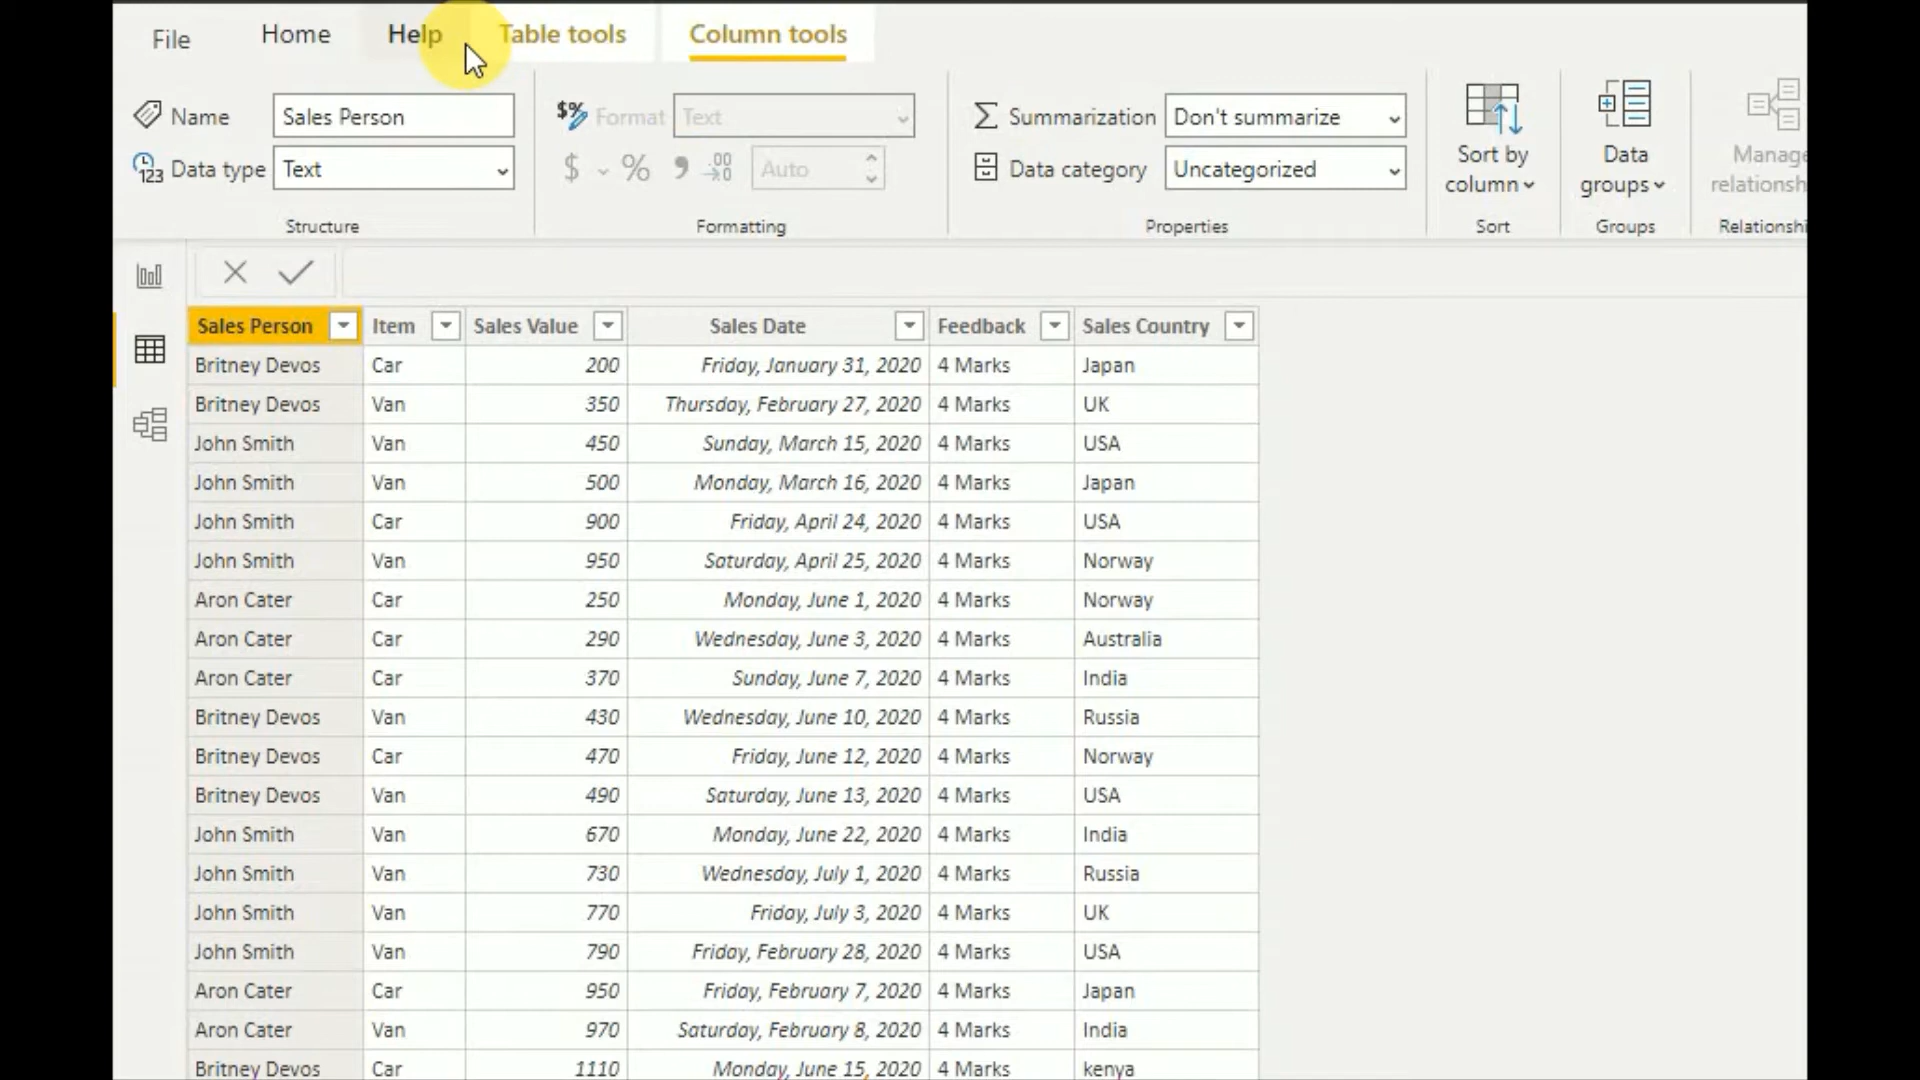 File Home Help Table tools Column tools
Name Sales Person $% Format Text Summarization Don't summarize
Data type Text $ % .00 Auto Data category Uncategorized
Sort by column
Data groups
Manage relationsh
Structure Formatting Properties Sort Groups Relationshi
Sales Person Item Sales Value Sales Date Feedback Sales Country
Britney Devos Car 200 Friday, January 31, 2020 4 Marks Japan
Britney Devos Van 350 Thursday, February 27, 2020 4 Marks UK
John Smith Van 450 Sunday, March 15, 2020 4 Marks USA
John Smith Van 500 Monday, March 16, 2020 4 Marks Japan
John Smith Car 900 Friday, April 24, 2020 4 Marks USA
John Smith Van 950 Saturday, April 25, 2020 4 Marks Norway
Aron Cater Car 250 Monday, June 1, 2020 4 Marks Norway
Aron Cater Car 290 Wednesday, June 3, 2020 4 Marks Australia
Aron Cater Car 370 Sunday, June 7, 2020 4 Marks India
Britney Devos Van 430 Wednesday, June 10, 2020 4 Marks Russia
Britney Devos Car 470 Friday, June 12, 2020 4 Marks Norway
Britney Devos Van 490 Saturday, June 13, 2020 4 Marks USA
John Smith Van 670 Monday, June 22, 2020 4 Marks India
John Smith Van 730 Wednesday, July 1, 2020 4 Marks Russia
John Smith Van 770 Friday, July 3, 2020 4 Marks UK
John Smith Van 790 Friday, February 28, 2020 4 Marks USA
Aron Cater Car 950 Friday, February 7, 2020 4 Marks Japan
Aron Cater Van 970 Saturday, February 8, 2020 4 Marks India
Britney Devos Car 1110 Monday, June 15, 2020 4 Marks kenya